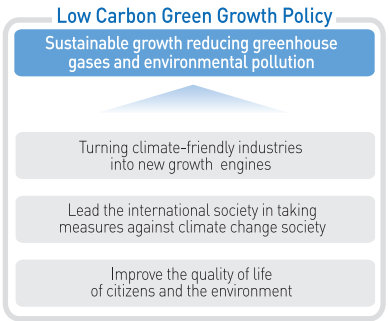 Low Carbon Green Growth Policy
Sustainable growth reducing greenhouse
gases and environmental pollution
Turning climate-friendly industries
into new growth engines
Lead the international society in taking
measures against climate change society
Improve the quality of life
of citizens and the environment